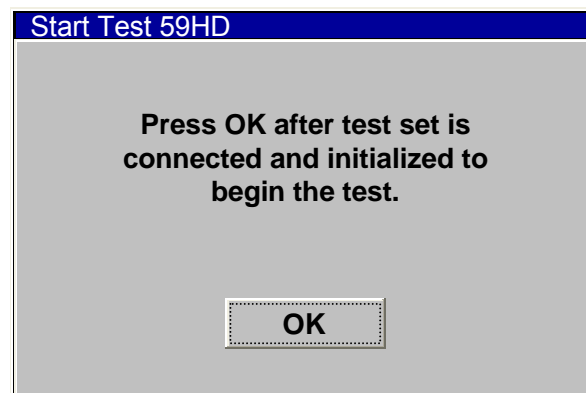 Start Test 59HD
Press OK after test set is
connected and initialized to
begin the test.
OK